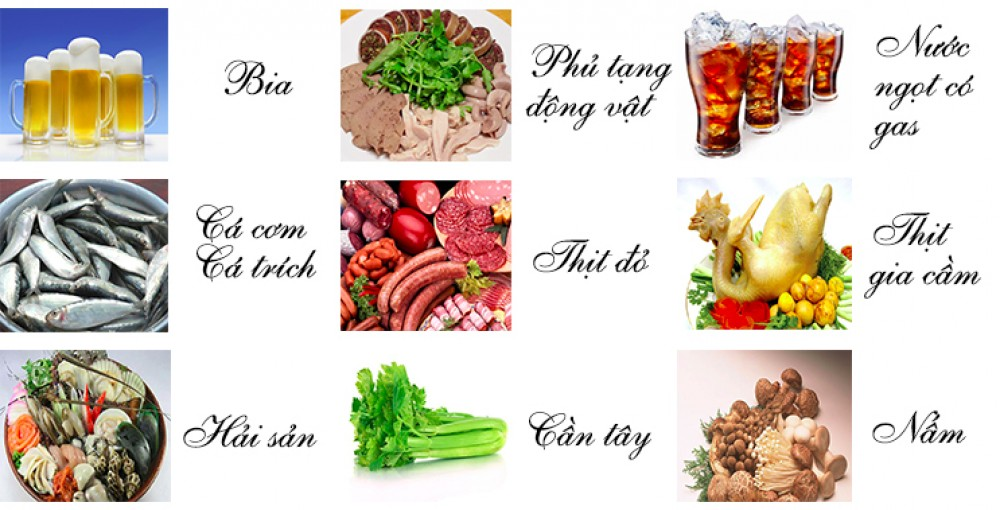 Bia
Phủ tạng
động vật
Nước
ngọt có
gas
Cá cơm
Cá trích
Thịt đỏ
Thịt
gia cầm
Hải sản
Cần tây
Nấm